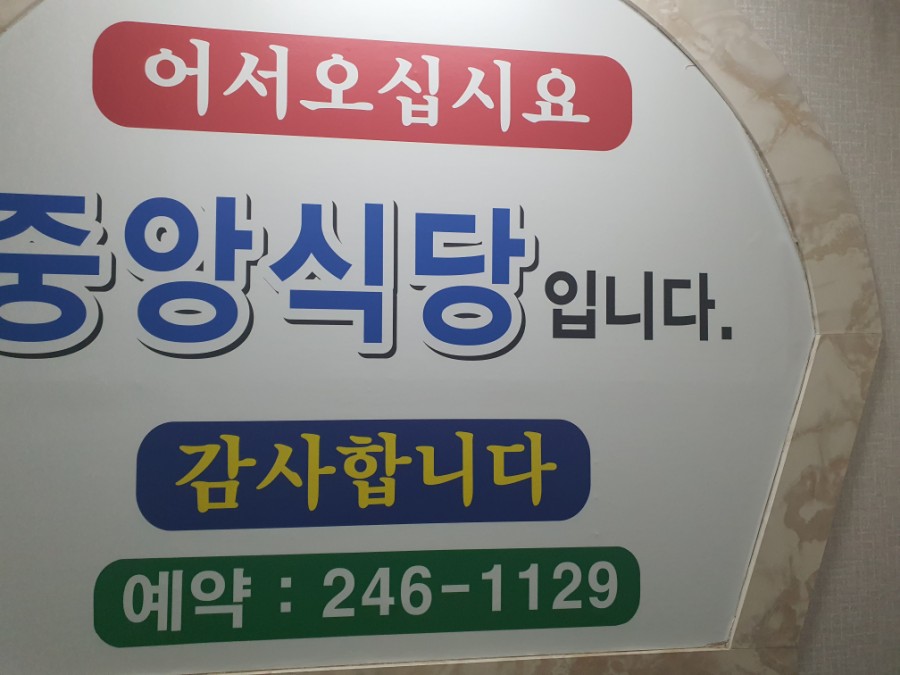 어서오십시요
중앙식당입니다.
감사합니다
예약 : 246-1129